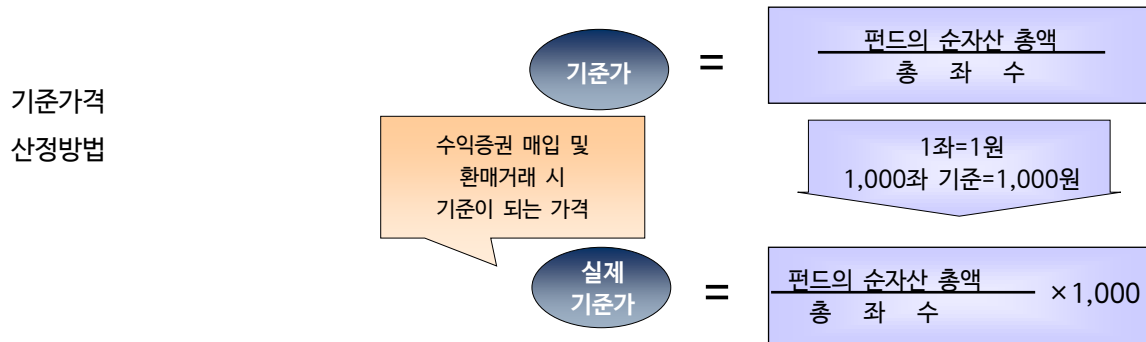 기준가격
산정방법
기준가
=
펀드의 순자산 총액
총 좌 수
수익증권 매입 및
환매거래 시
기준이 되는 가격
1좌=1원
1,000좌 기준=1,000원
실제
기준가
=
펀드의 순자산 총액
총 좌 수
×1,000